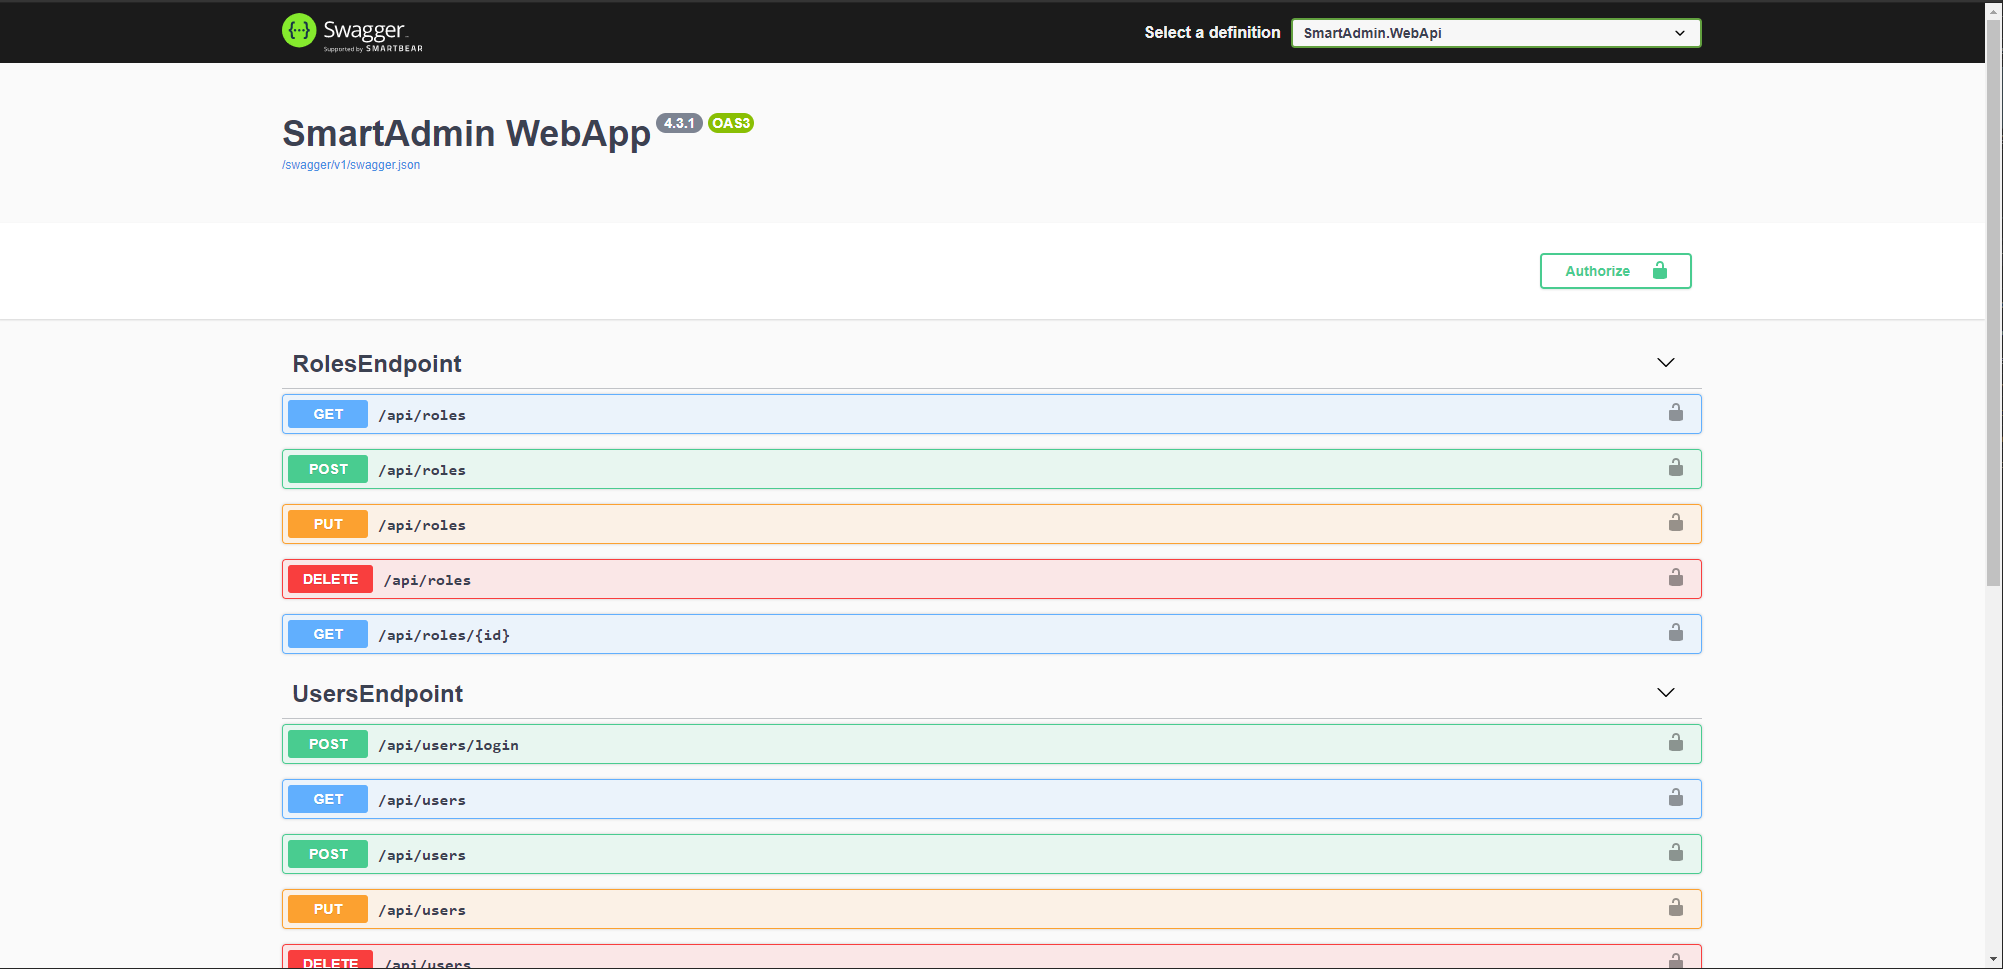 Swagger
Supported by SMARTBEAR
Select a definition
SmartAdmin.WebApi
SmartAdmin WebApp 4.3.1 OAS3
/swagger/v1/swagger.json
Authorize
RolesEndpoint
GET /api/roles
POST /api/roles
PUT /api/roles
DELETE /api/roles
GET /api/roles/{id}
UsersEndpoint
POST /api/users/login
GET /api/users
POST /api/users
PUT /api/users
DELETE /api/users